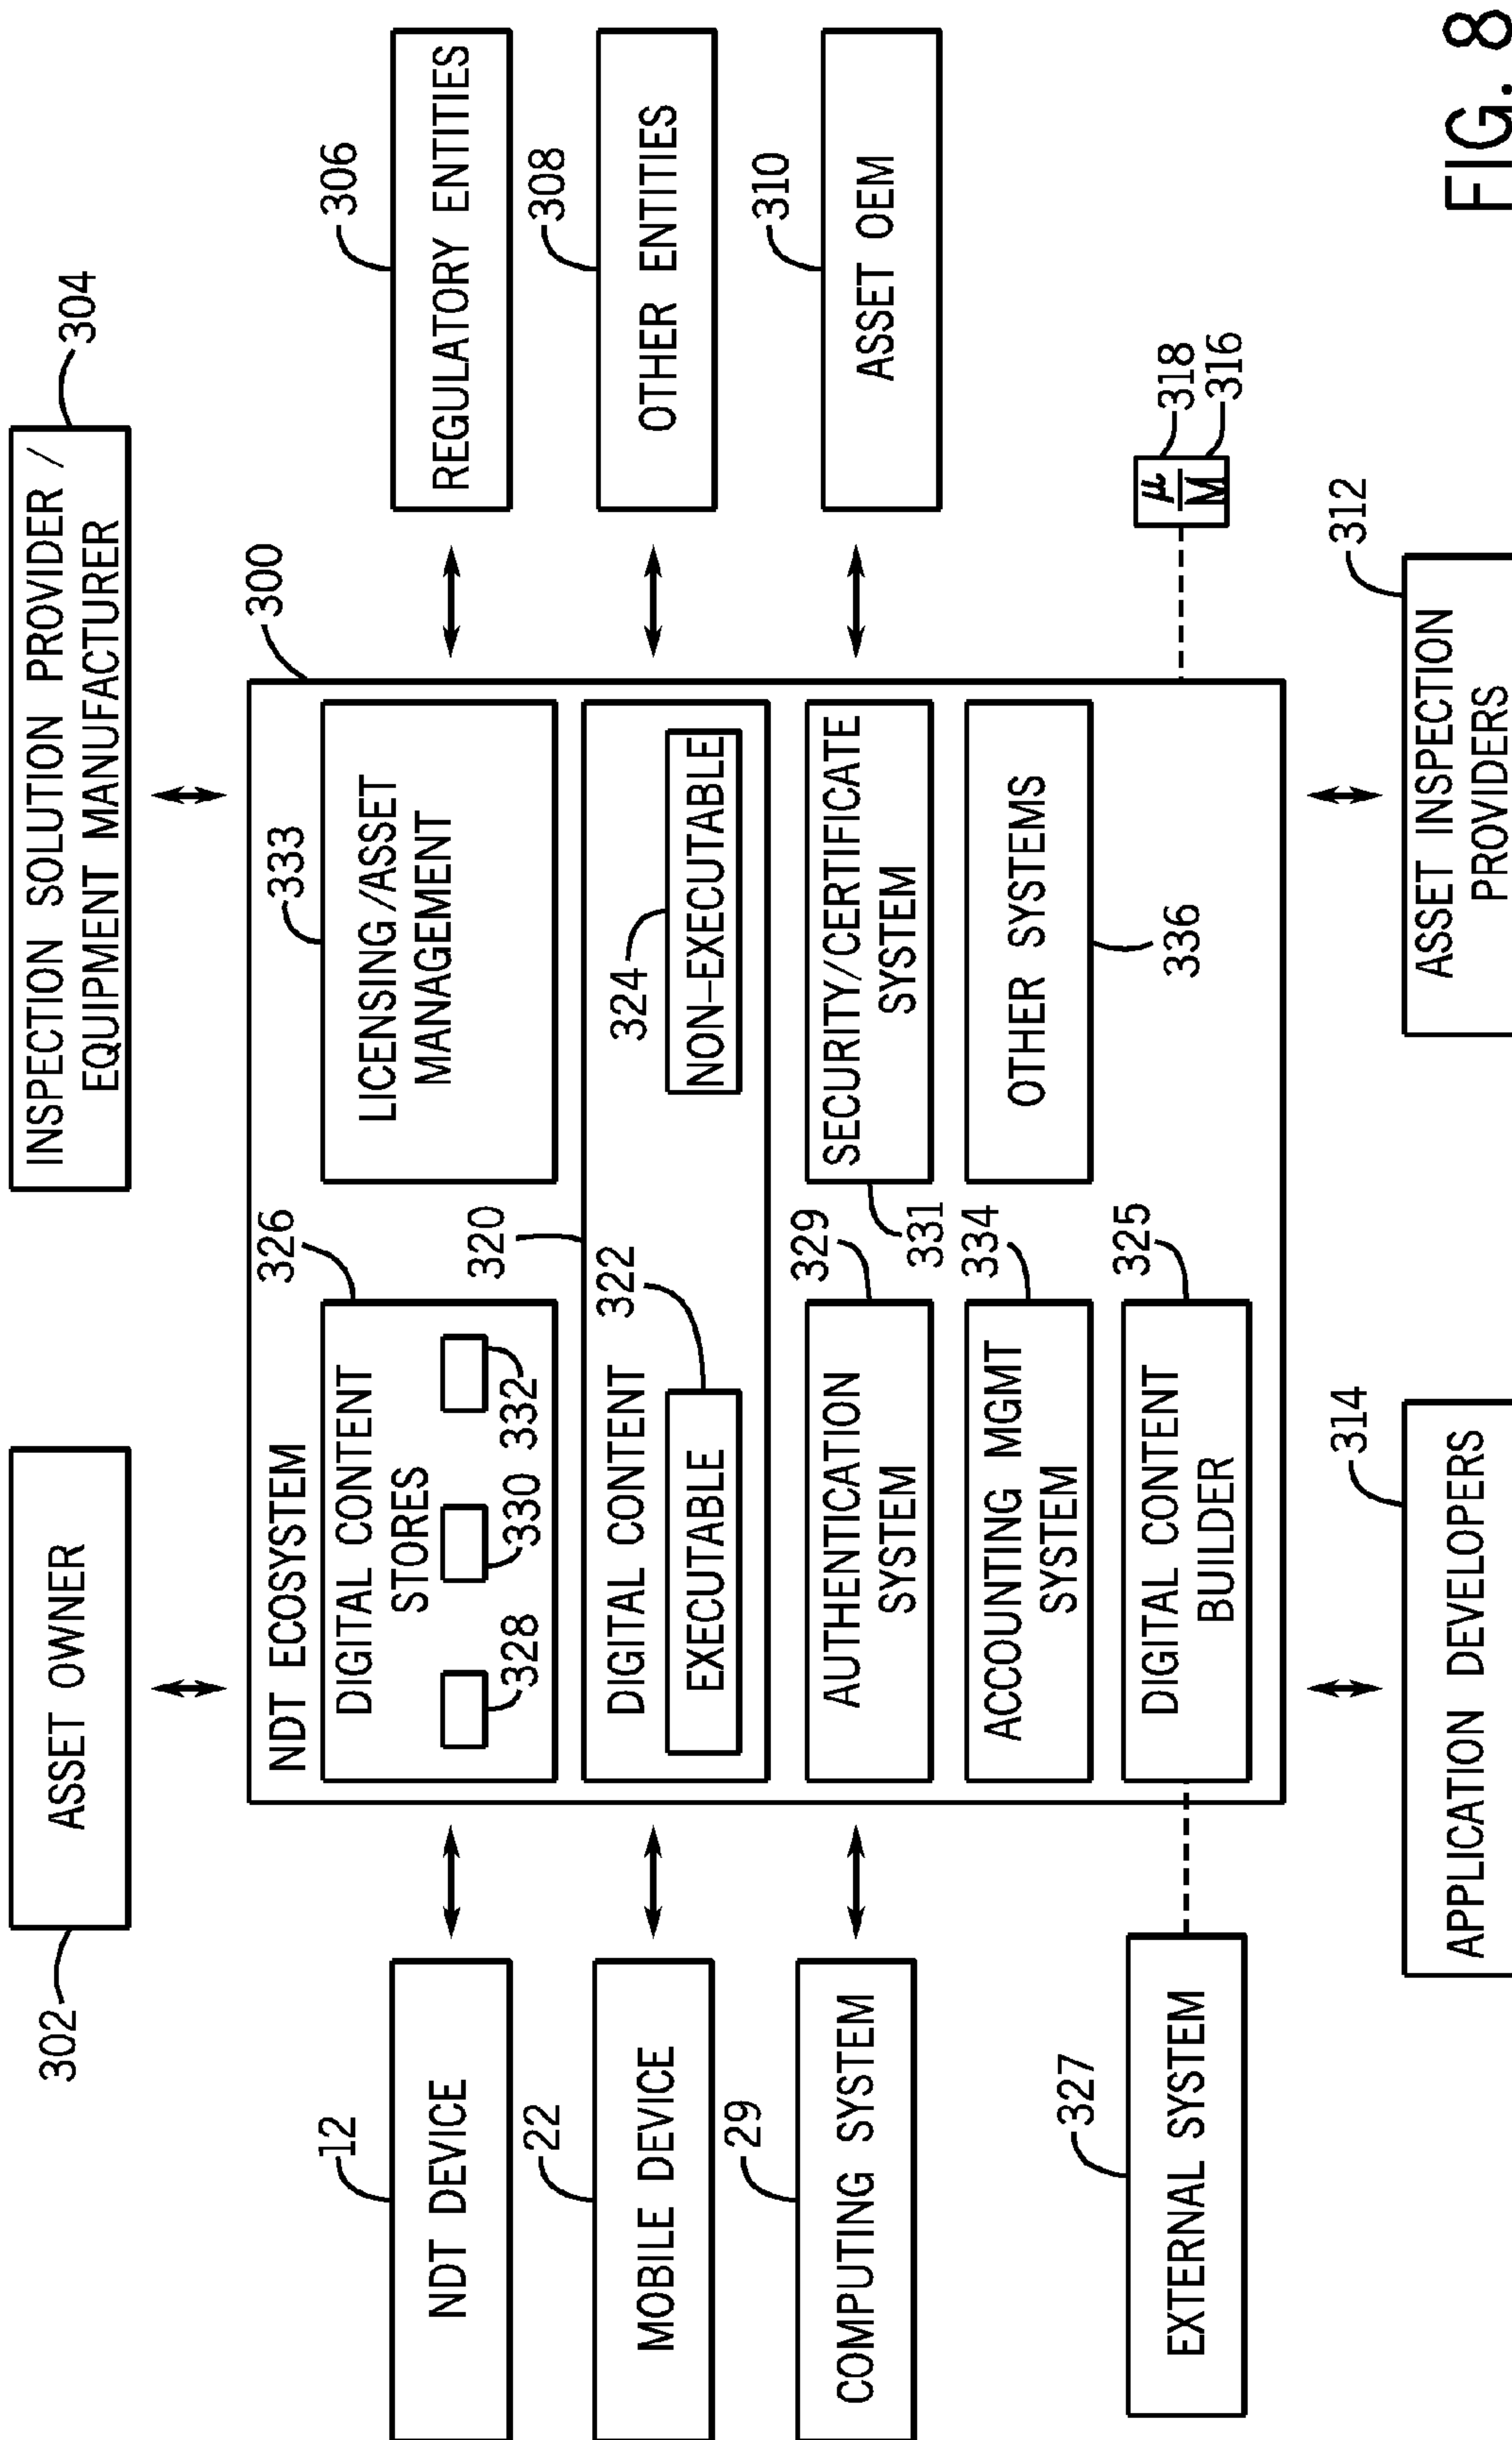 302
ASSET OWNER
INSPECTION SOLUTION PROVIDER /
EQUIPMENT MANUFACTURER
304
12
NDT DEVICE
22
MOBILE DEVICE
29
COMPUTING SYSTEM
327
EXTERNAL SYSTEM
300
NDT ECOSYSTEM
326
DIGITAL CONTENT
STORES
328
330
332
333
LICENSING/ASSET
MANAGEMENT
320
DIGITAL CONTENT
322
EXECUTABLE
324
NON-EXECUTABLE
329
AUTHENTICATION
SYSTEM
331
SECURITY/CERTIFICATE
SYSTEM
334
ACCOUNTING MGMT
SYSTEM
OTHER SYSTEMS
336
325
DIGITAL CONTENT
BUILDER
306
REGULATORY ENTITIES
308
OTHER ENTITIES
310
ASSET OEM
μ
M
318
316
314
APPLICATION DEVELOPERS
312
ASSET INSPECTION
PROVIDERS
FIG. 8